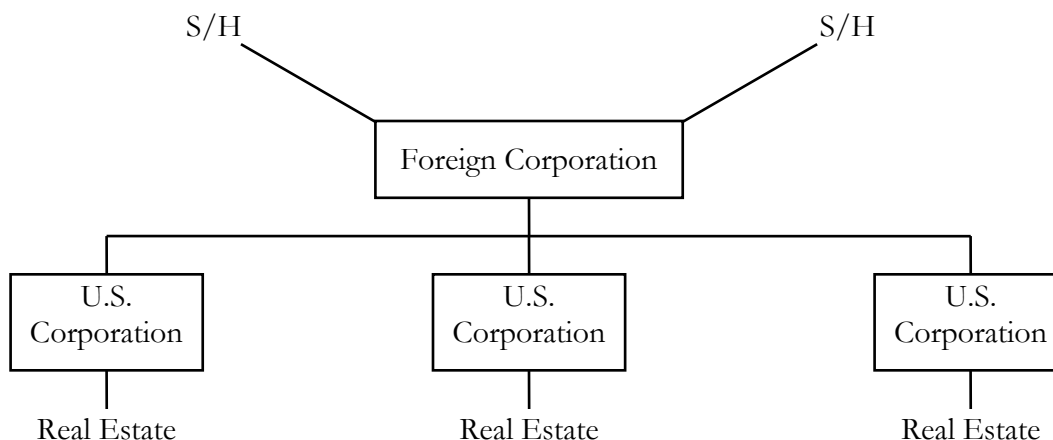 S/H
S/H
Foreign Corporation
U.S.
Corporation
U.S.
Corporation
U.S.
Corporation
Real Estate
Real Estate
Real Estate